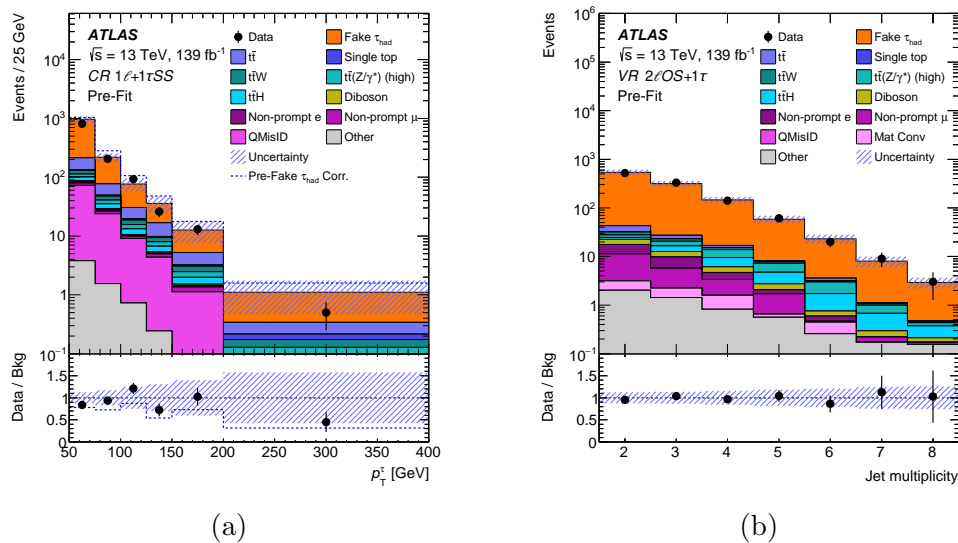 Events / 25 GeV
10⁴
10³
10²
10
1
10⁻¹
ATLAS
√s = 13 TeV, 139 fb⁻¹
CR 1ℓ+1τSS
Pre-Fit
Data
Fake τhad
tt̄
Single top
tt̄W
tt̄(Z/γ*) (high)
tt̄H
Diboson
Non-prompt e
Non-prompt μ
QMisID
Other
Uncertainty
Pre-Fake τhad Corr.
Data / Bkg
1.5
1
0.5
0
50 100 150 200 250 300 350 400
pTτ [GeV]
(a)
Events
10⁶
10⁵
10⁴
10³
10²
10
1
10⁻¹
ATLAS
√s = 13 TeV, 139 fb⁻¹
VR 2ℓOS+1τ
Pre-Fit
Data
Fake τhad
tt̄
Single top
tt̄W
tt̄(Z/γ*) (high)
tt̄H
Diboson
Non-prompt e
Non-prompt μ
QMisID
Mat Conv
Other
Uncertainty
Data / Bkg
1.5
1
0.5
0
2 3 4 5 6 7 8
Jet multiplicity
(b)